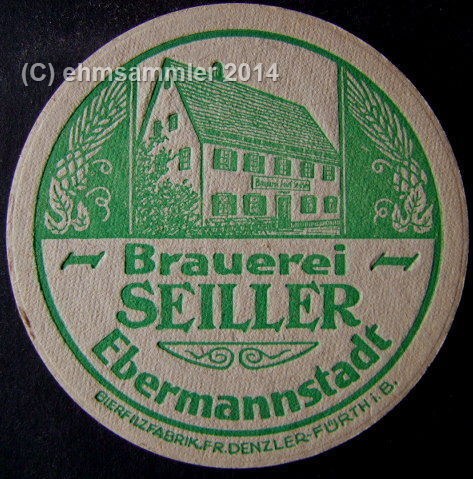 (C) ehmsammler 2014
Brauerei
SEILLER
Ebermannstadt
BIERFILZFABRIK.FR.DENZLER-FÜRTH i.B.